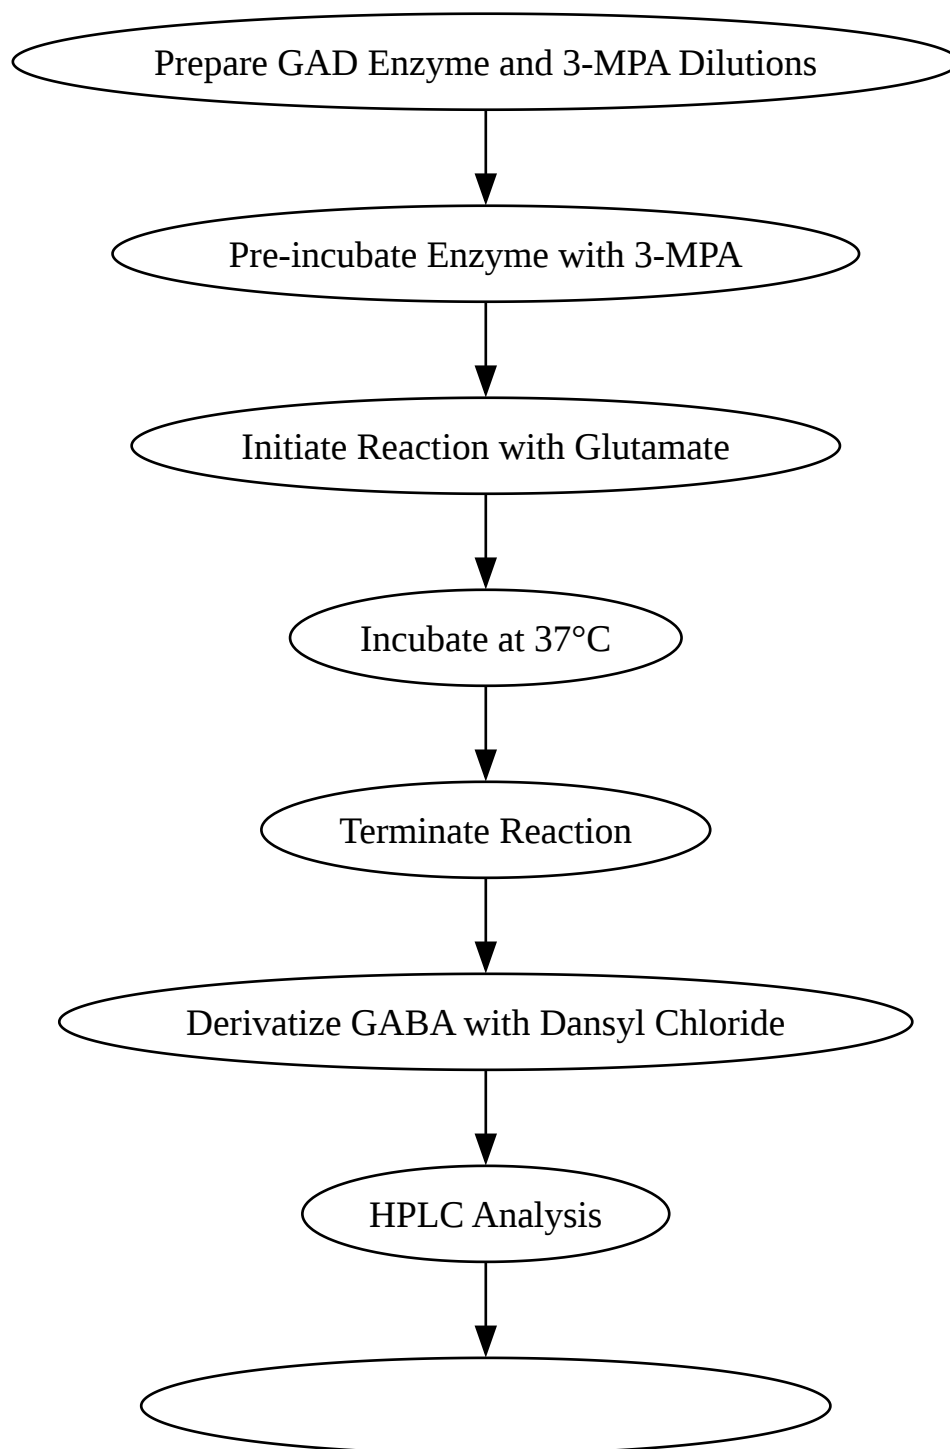 Prepare GAD Enzyme and 3-MPA Dilutions
Pre-incubate Enzyme with 3-MPA
Initiate Reaction with Glutamate
Incubate at 37°C
Terminate Reaction
Derivatize GABA with Dansyl Chloride
HPLC Analysis